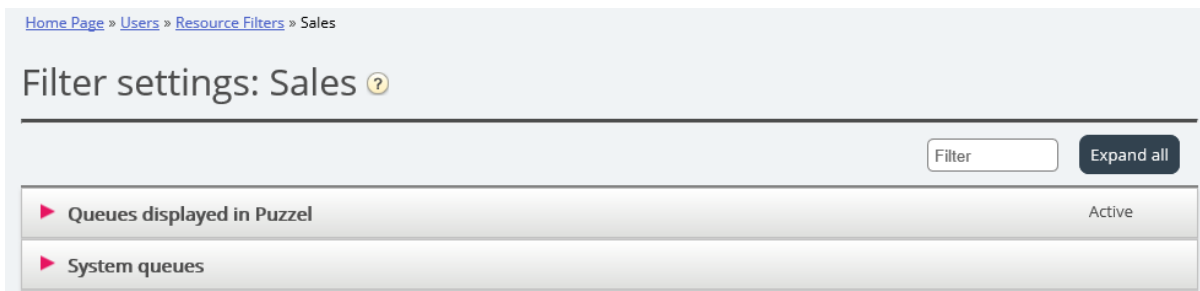 Home Page » Users » Resource Filters » Sales
Filter settings: Sales ?
Filter Expand all
Queues displayed in Puzzel Active
System queues